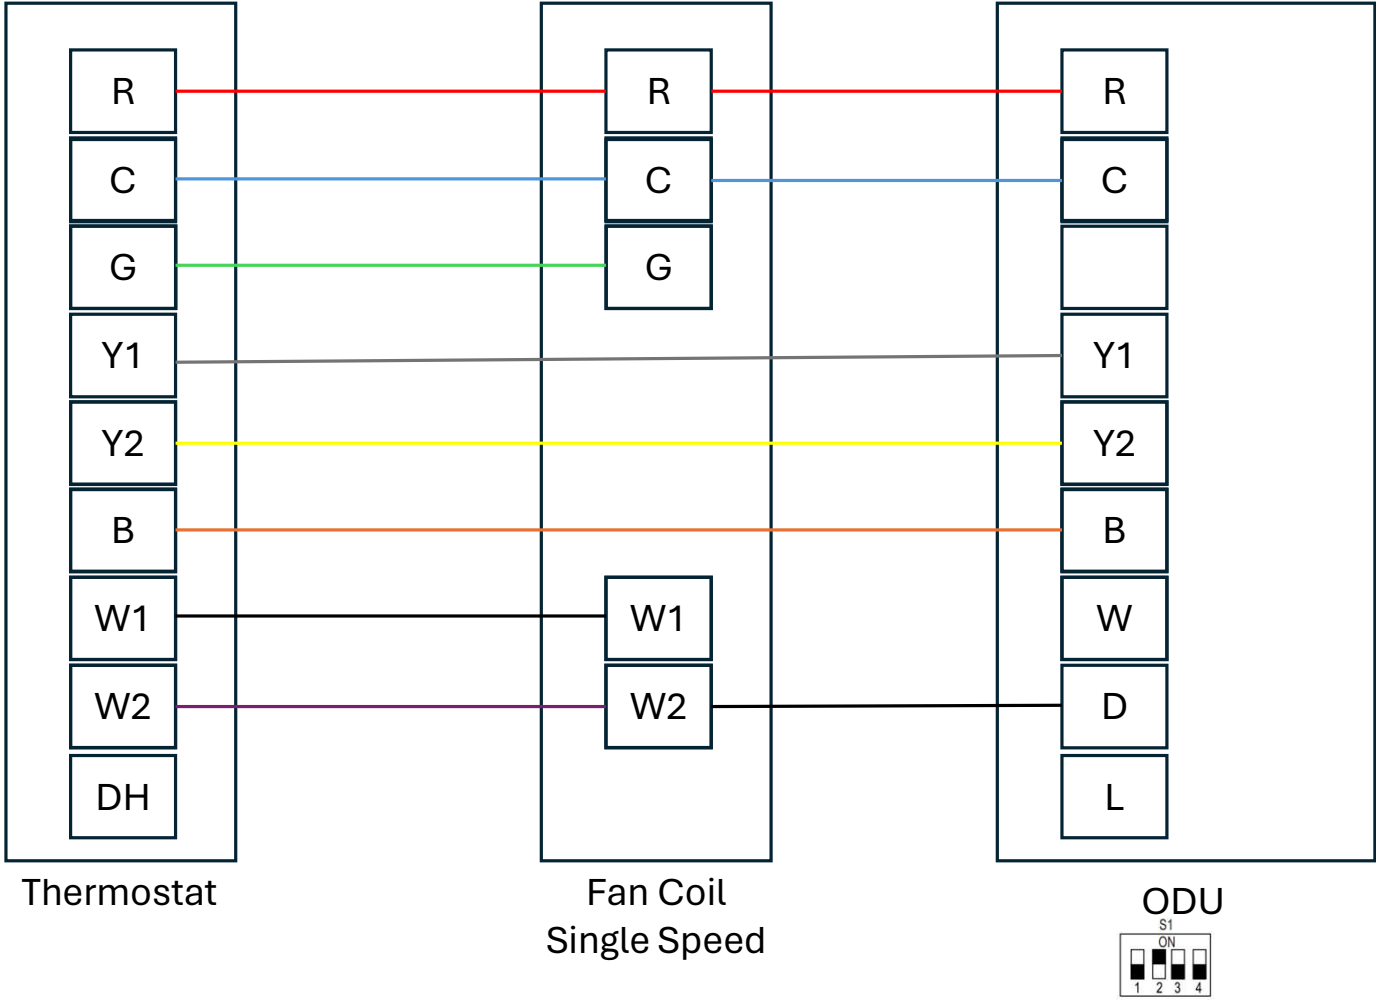 R R R
C C C
G G
Y1 Y1
Y2 Y2
B B
W1 W1 W
W2 W2 D
DH L
Thermostat Fan Coil ODU
Single Speed
S1
ON
1 2 3 4